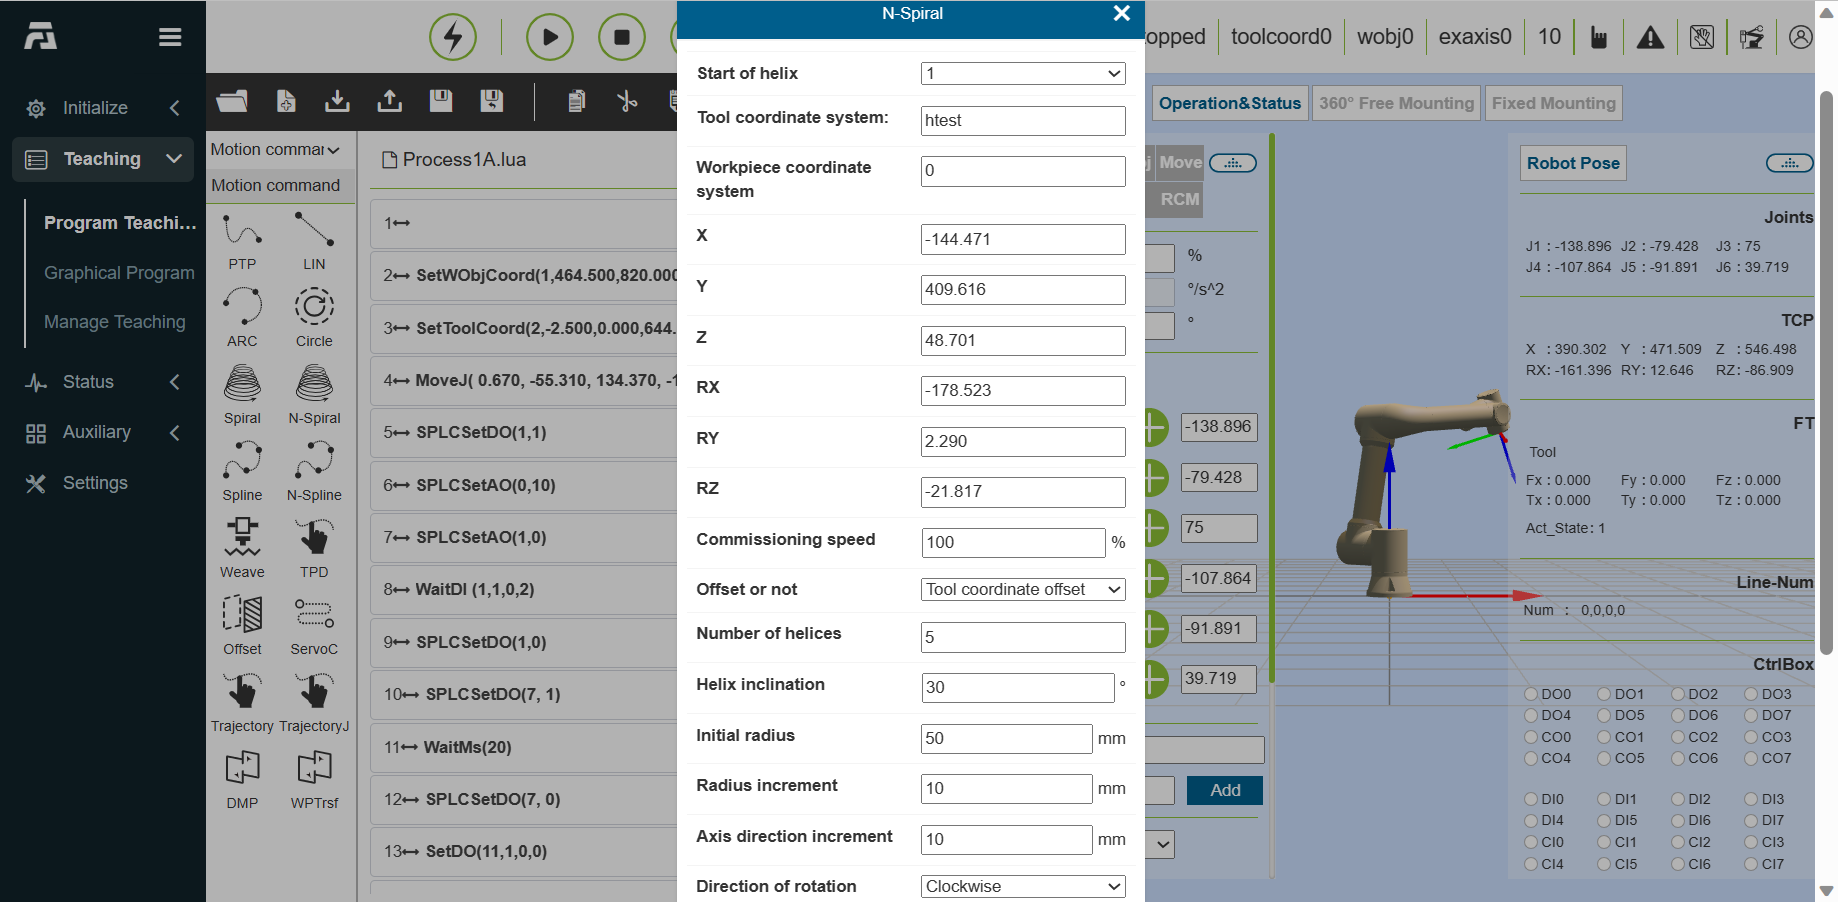 N-Spiral
opped
toolcoord0
wobj0
exaxis0
10
Initialize
Teaching
Program Teachi...
Graphical Program
Manage Teaching
Status
Auxiliary
Settings
Motion commar
Motion command
PTP
LIN
ARC
Circle
Spiral
N-Spiral
Spline
N-Spline
Weave
TPD
Offset
ServoC
Trajectory
TrajectoryJ
DMP
WPTrsf
Process1A.lua
1
2 SetWObjCoord(1,464.500,820.000
3 SetToolCoord(2,-2.500,0.000,644.
4 MoveJ( 0.670, -55.310, 134.370, -1
5 SPLCSetDO(1,1)
6 SPLCSetAO(0,10)
7 SPLCSetAO(1,0)
8 WaitDI (1,1,0,2)
9 SPLCSetDO(1,0)
10 SPLCSetDO(7, 1)
11 WaitMs(20)
12 SPLCSetDO(7, 0)
13 SetDO(11,1,0,0)
Start of helix 1
Tool coordinate system: htest
Workpiece coordinate
system
0
X -144.471
Y 409.616
Z 48.701
RX -178.523
RY 2.290
RZ -21.817
Commissioning speed 100 %
Offset or not Tool coordinate offset
Number of helices 5
Helix inclination 30 °
Initial radius 50 mm
Radius increment 10 mm
Axis direction increment 10 mm
Direction of rotation Clockwise
Operation&Status
360° Free Mounting
Fixed Mounting
j
Move
RCM
%
°/s^2
°
-138.896
-79.428
75
-107.864
-91.891
39.719
Add
Robot Pose
Joints
J1 : -138.896 J2 : -79.428 J3 : 75
J4 : -107.864 J5 : -91.891 J6 : 39.719
TCP
X : 390.302 Y : 471.509 Z : 546.498
RX: -161.396 RY: 12.646 RZ: -86.909
FT
Tool
Fx : 0.000 Fy : 0.000 Fz : 0.000
Tx : 0.000 Ty : 0.000 Tz : 0.000
Act_State: 1
Line-Num
Num : 0,0,0,0
CtrlBox
DO0 DO1 DO2 DO3
DO4 DO5 DO6 DO7
CO0 CO1 CO2 CO3
CO4 CO5 CO6 CO7
DI0 DI1 DI2 DI3
DI4 DI5 DI6 DI7
CI0 CI1 CI2 CI3
CI4 CI5 CI6 CI7